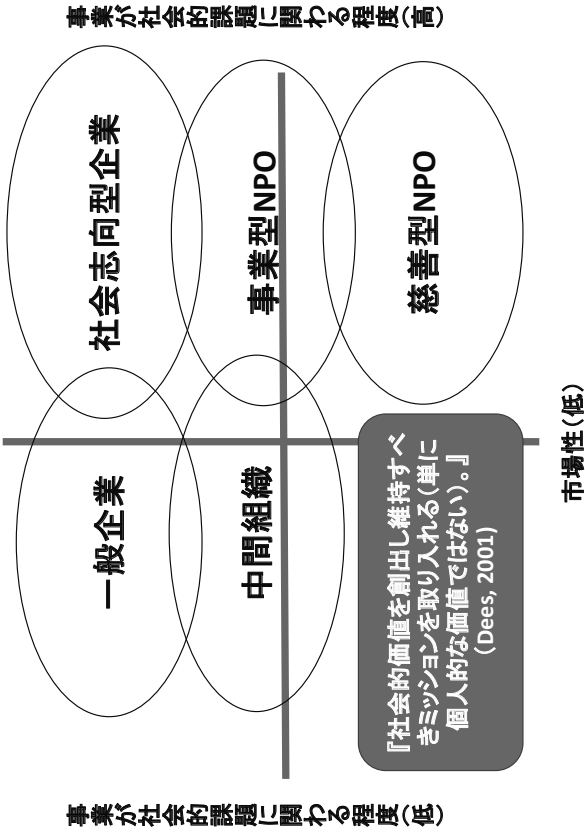 事業が社会的課題に関わる程度(高)
社会志向型企業
事業型NPO
慈善型NPO
一般企業
中間組織
『社会的価値を創出し維持すべ
きミッションを取り入れる(単に
個人的な価値ではない)。』
(Dees, 2001)
市場性(低)
事業が社会的課題に関わる程度(低)